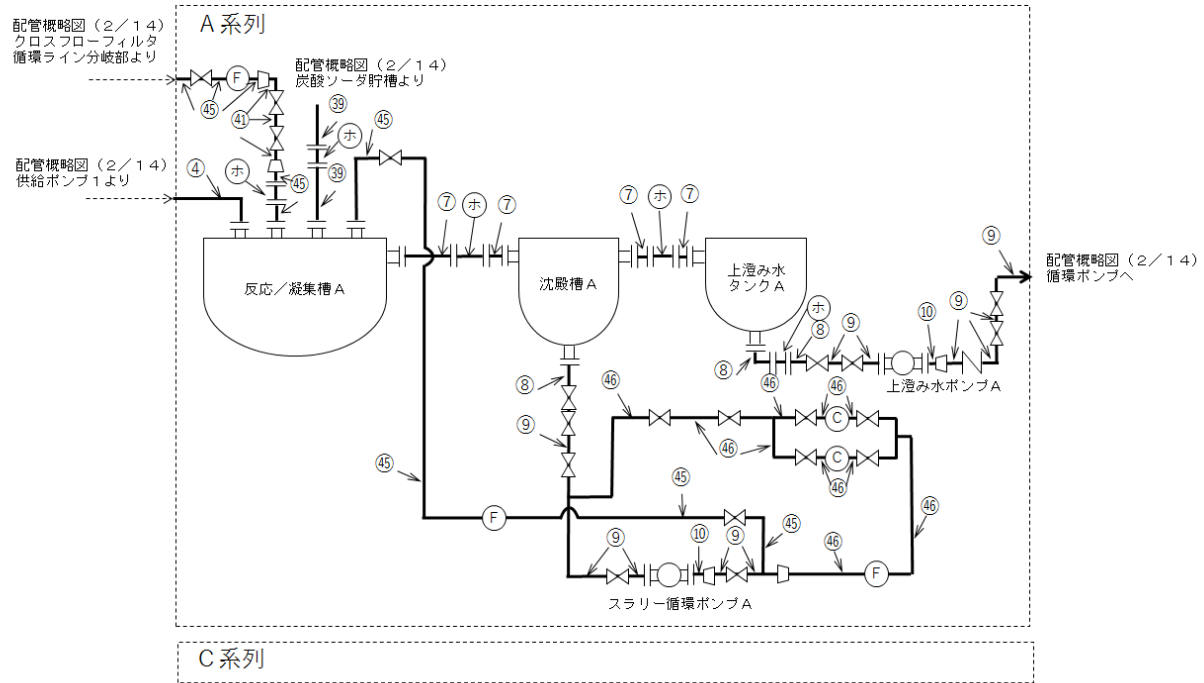 配管概略図（2／14）
クロスフローフィルタ
循環ライン分岐部より
A系列
配管概略図（2／14）
炭酸ソーダ貯槽より
F
㊺
㊶
㊴
ホ
㊺
配管概略図（2／14）
供給ポンプ1より
④
ホ
㊺
㊴
⑦
ホ
⑦
⑦
ホ
⑦
反応／凝集槽A
沈殿槽A
上澄み水
タンクA
⑨
配管概略図（2／14）
循環ポンプへ
ホ
⑧
⑨
⑩
⑨
⑧
上澄み水ポンプA
⑧
⑨
㊻
㊻
㊻
C
㊻
C
㊻
㊺
㊺
F
㊻
㊺
⑨
⑩
⑨
㊻
F
スラリー循環ポンプA
C系列